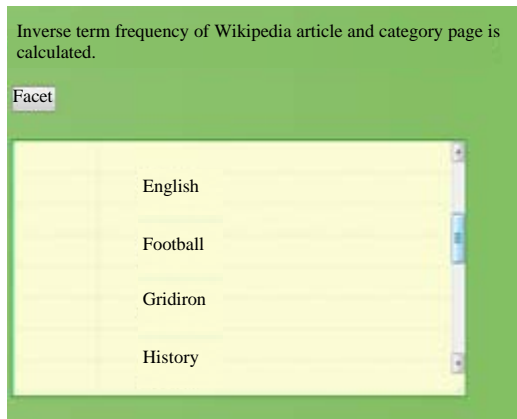 Inverse term frequency of Wikipedia article and category page is
calculated.
Facet
English
Football
Gridiron
History